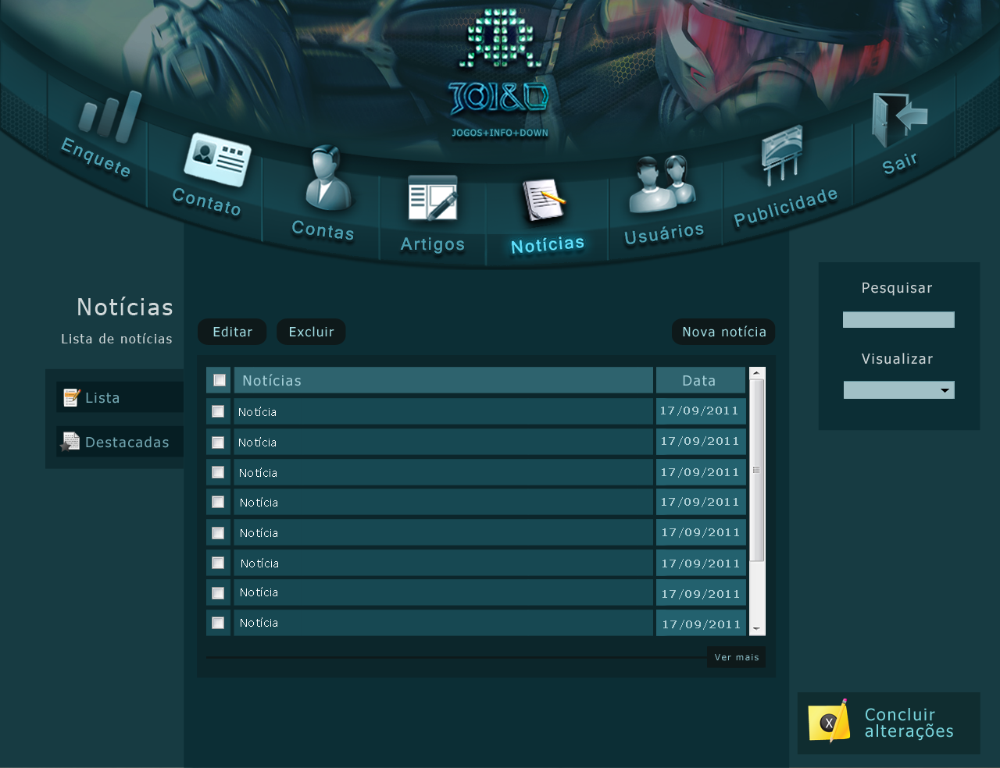 JOI&D
JOGOS+INFO+DOWN
Enquete
Contato
Contas
Artigos
Notícias
Usuários
Publicidade
Sair
Notícias
Lista de notícias
Lista
Destacadas
Editar
Excluir
Nova notícia
Notícias Data
Notícia 17/09/2011
Notícia 17/09/2011
Notícia 17/09/2011
Notícia 17/09/2011
Notícia 17/09/2011
Notícia 17/09/2011
Notícia 17/09/2011
Notícia 17/09/2011
Ver mais
Pesquisar
Visualizar
X
Concluir
alterações